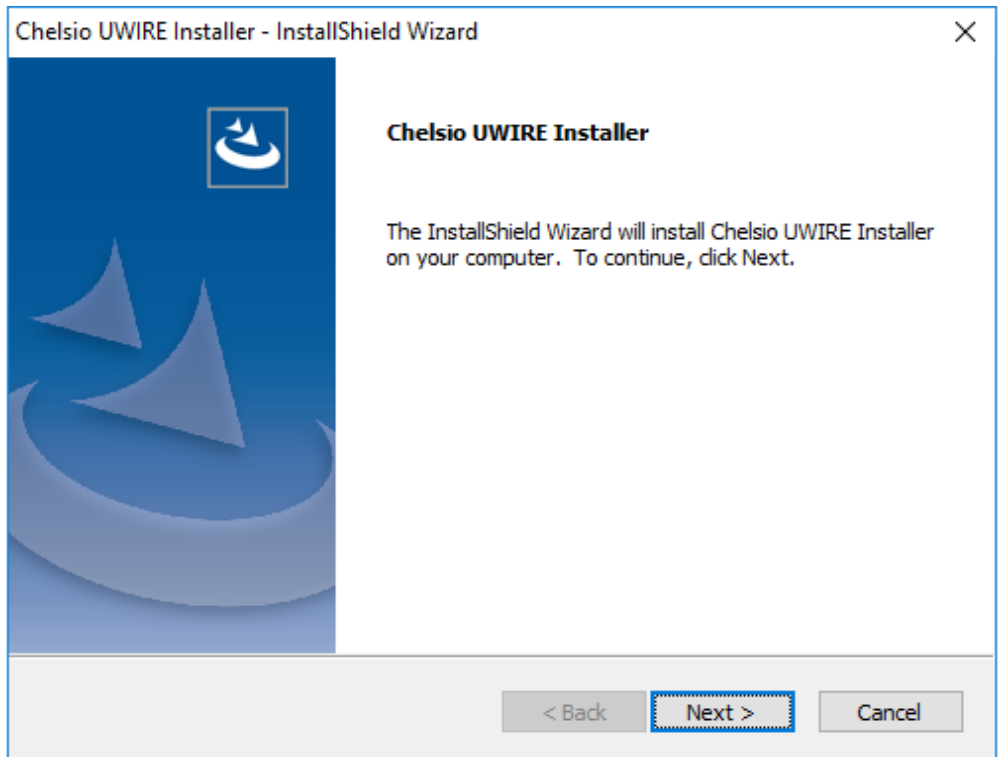 Chelsio UWIRE Installer - InstallShield Wizard
Chelsio UWIRE Installer
The InstallShield Wizard will install Chelsio UWIRE Installer
on your computer.  To continue, click Next.
< Back
Next >
Cancel